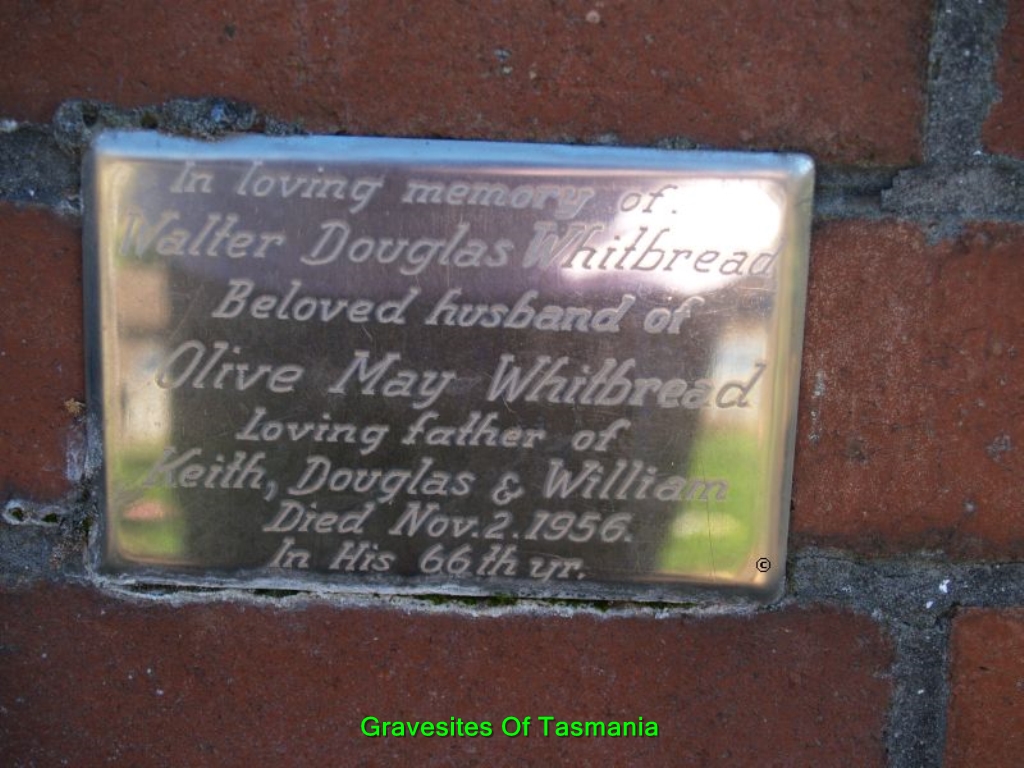 In loving memory of.
Walter Douglas Whitbread
Beloved husband of
Olive May Whitbread
Loving father of
Keith, Douglas & William
Died Nov. 2. 1956.
In His 66th yr.
©
Gravesites Of Tasmania